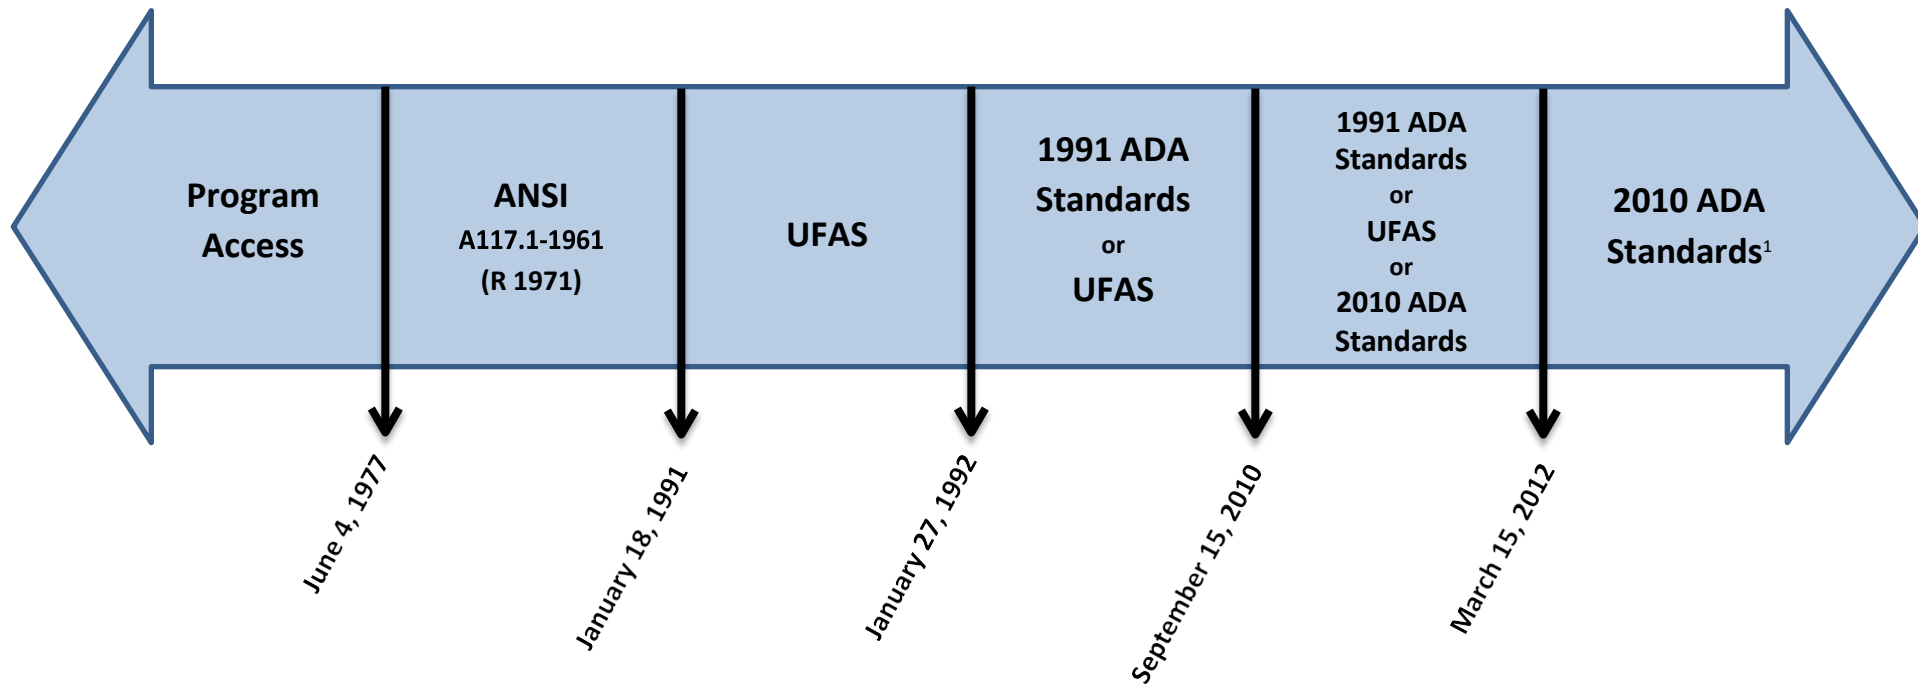 Program
Access
ANSI
A117.1-1961
(R 1971)
UFAS
1991 ADA
Standards
or
UFAS
1991 ADA
Standards
or
UFAS
or
2010 ADA
Standards
2010 ADA
Standards¹
June 4, 1977
January 18, 1991
January 27, 1992
September 15, 2010
March 15, 2012